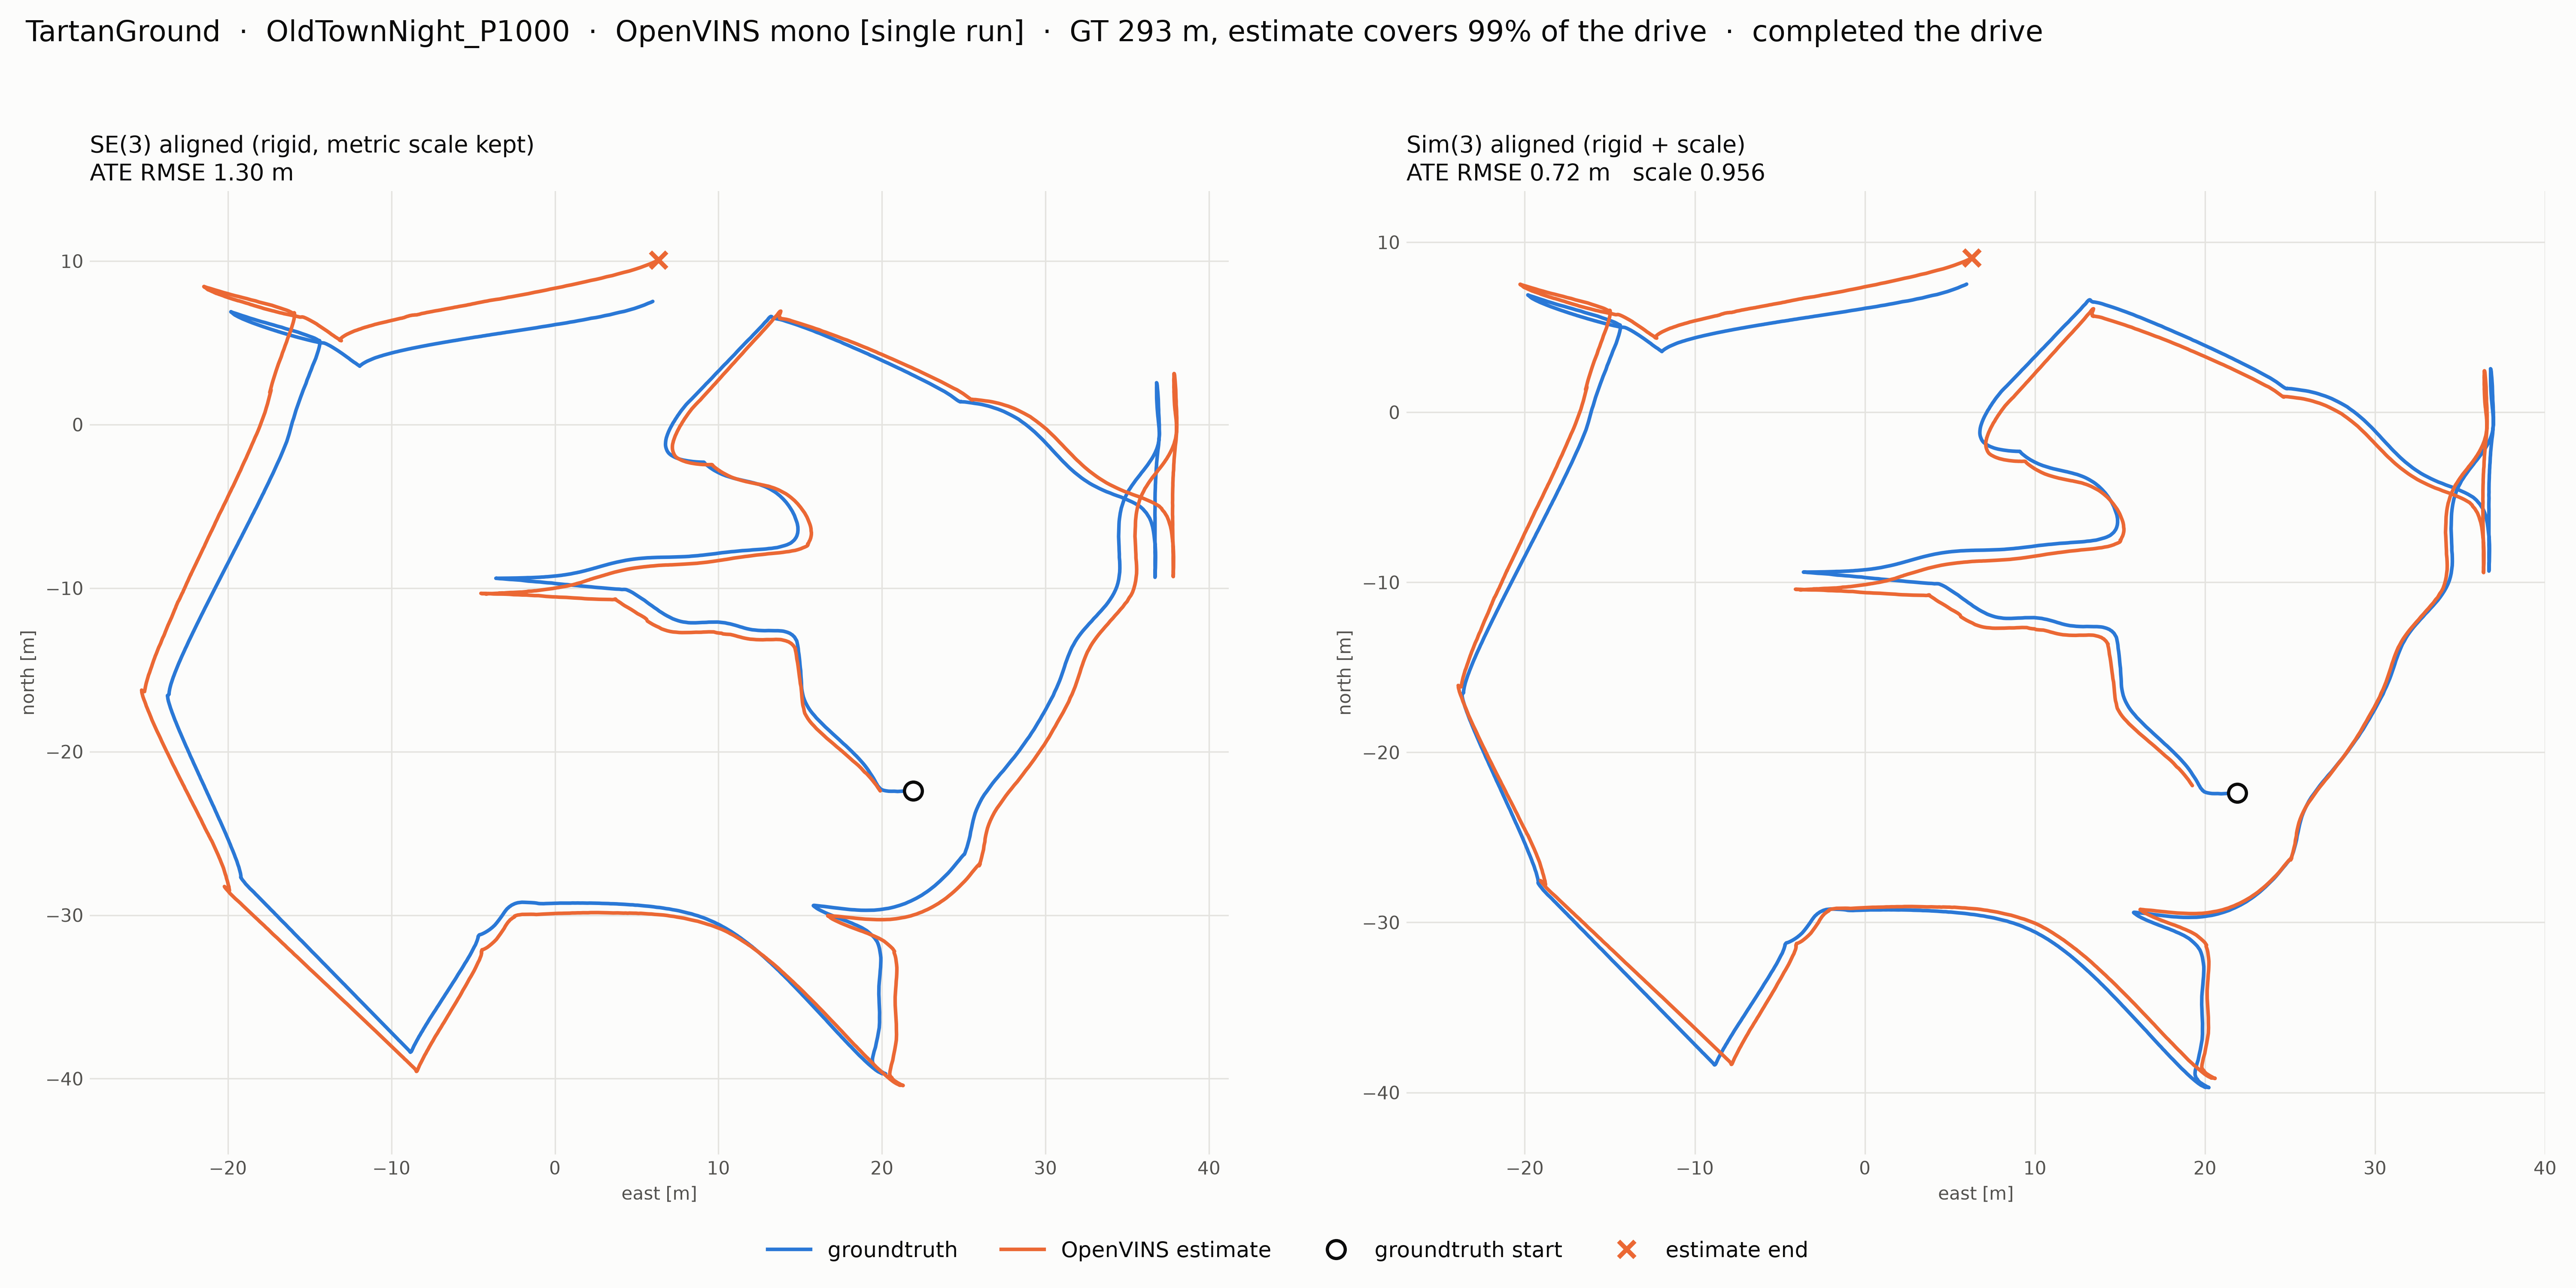 TartanGround · OldTownNight_P1000 · OpenVINS mono [single run] · GT 293 m, estimate covers 99% of the drive · completed the drive
SE(3) aligned (rigid, metric scale kept)
ATE RMSE 1.30 m
10
0
−10
−20
−30
−40
north [m]
−20
−10
0
10
20
30
40
east [m]
Sim(3) aligned (rigid + scale)
ATE RMSE 0.72 m scale 0.956
10
0
−10
−20
−30
−40
north [m]
−20
−10
0
10
20
30
40
east [m]
groundtruth
OpenVINS estimate
groundtruth start
estimate end